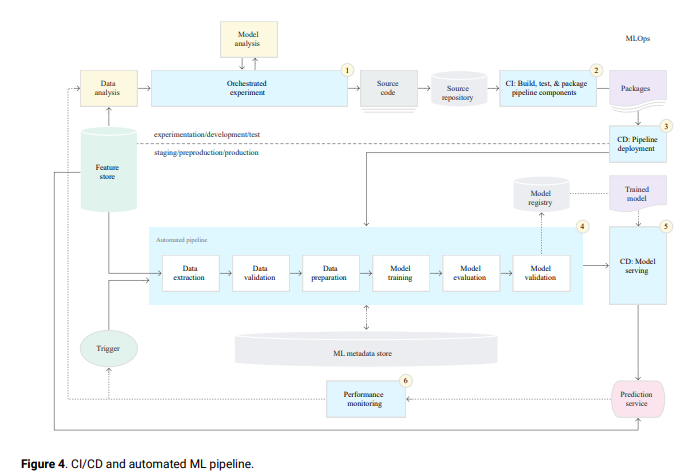 MLOps
Model
analysis
1
2
Data
analysis
Orchestrated
experiment
Source
code
Source
repository
CI: Build, test, & package
pipeline components
Packages
3
experimentation/development/test
CD: Pipeline
deployment
staging/preproduction/production
Feature
store
Model
registry
Trained
model
4
5
Automated pipeline
Data
extraction
Data
validation
Data
preparation
Model
training
Model
evaluation
Model
validation
CD: Model
serving
Trigger
ML metadata store
6
Performance
monitoring
Prediction
service
Figure 4. CI/CD and automated ML pipeline.